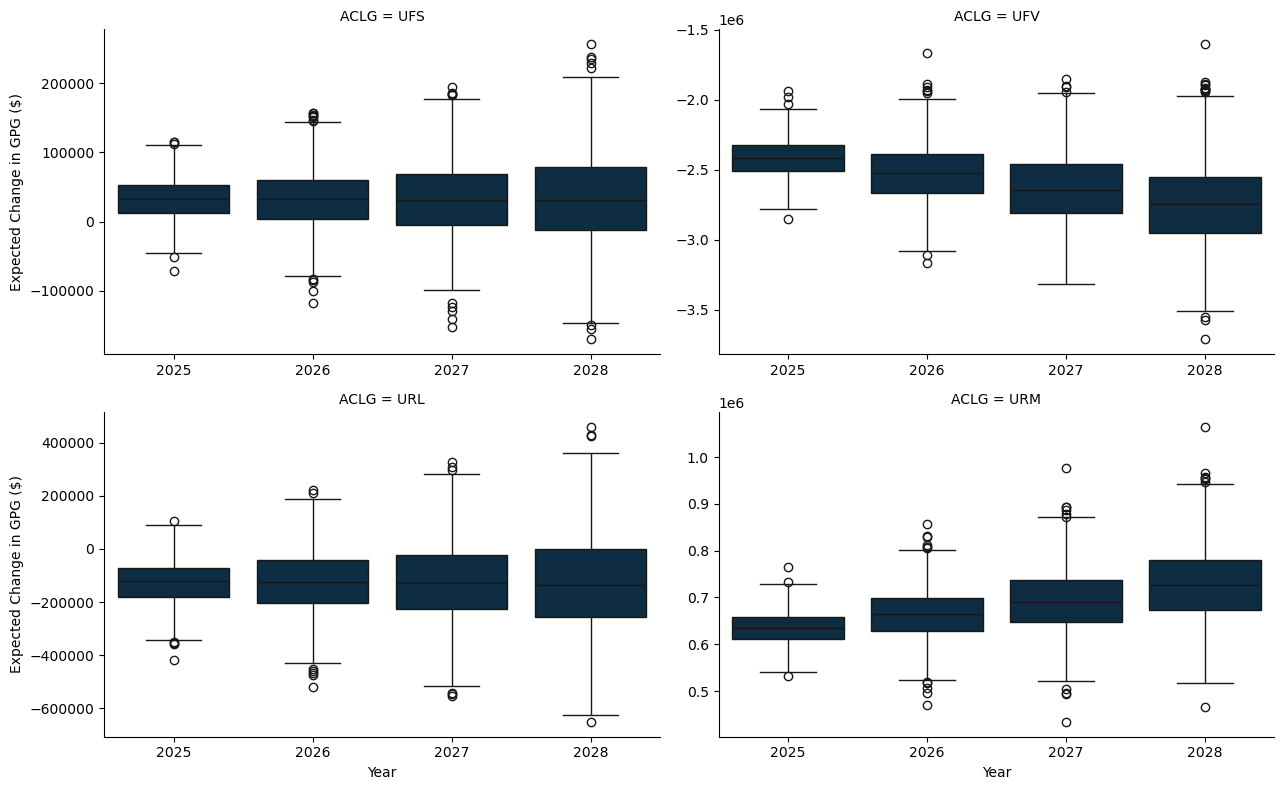 ACLG = UFS
Expected Change in GPG ($)
200000
100000
0
−100000
2025 2026 2027 2028
ACLG = UFV
1e6
−1.5
−2.0
−2.5
−3.0
−3.5
2025 2026 2027 2028
ACLG = URL
Expected Change in GPG ($)
400000
200000
0
−200000
−400000
−600000
2025 2026 2027 2028
Year
ACLG = URM
1e6
1.0
0.9
0.8
0.7
0.6
0.5
2025 2026 2027 2028
Year